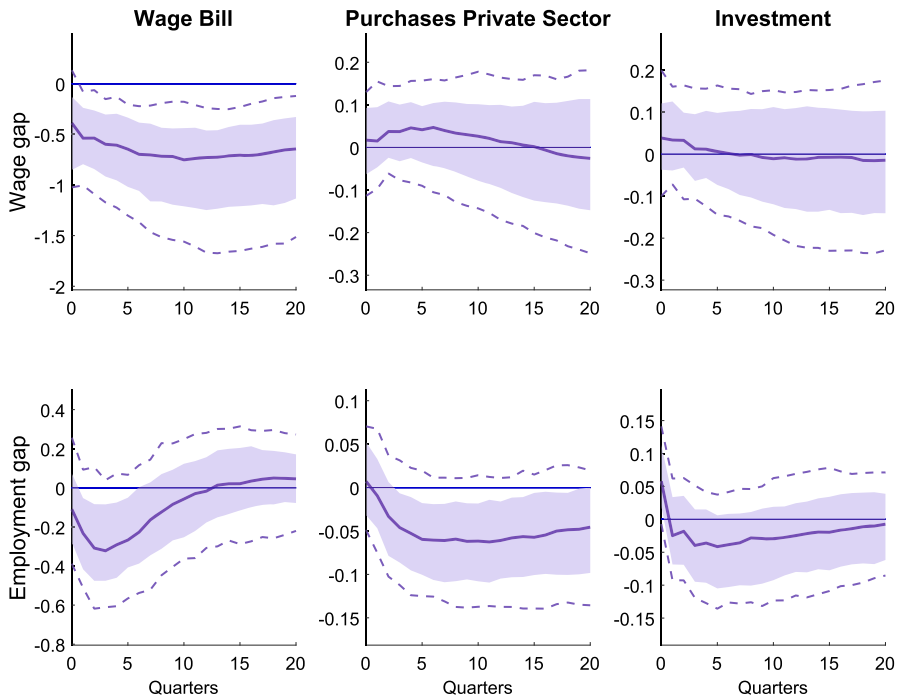 Wage Bill
Purchases Private Sector
Investment
Wage gap
0
-0.5
-1
-1.5
-2
0 5 10 15 20
0.2
0.1
0
-0.1
-0.2
-0.3
0 5 10 15 20
0.2
0.1
0
-0.1
-0.2
-0.3
0 5 10 15 20
Employment gap
0.4
0.2
0
-0.2
-0.4
-0.6
-0.8
0 5 10 15 20
Quarters
0.1
0.05
0
-0.05
-0.1
-0.15
0 5 10 15 20
Quarters
0.15
0.1
0.05
0
-0.05
-0.1
-0.15
0 5 10 15 20
Quarters